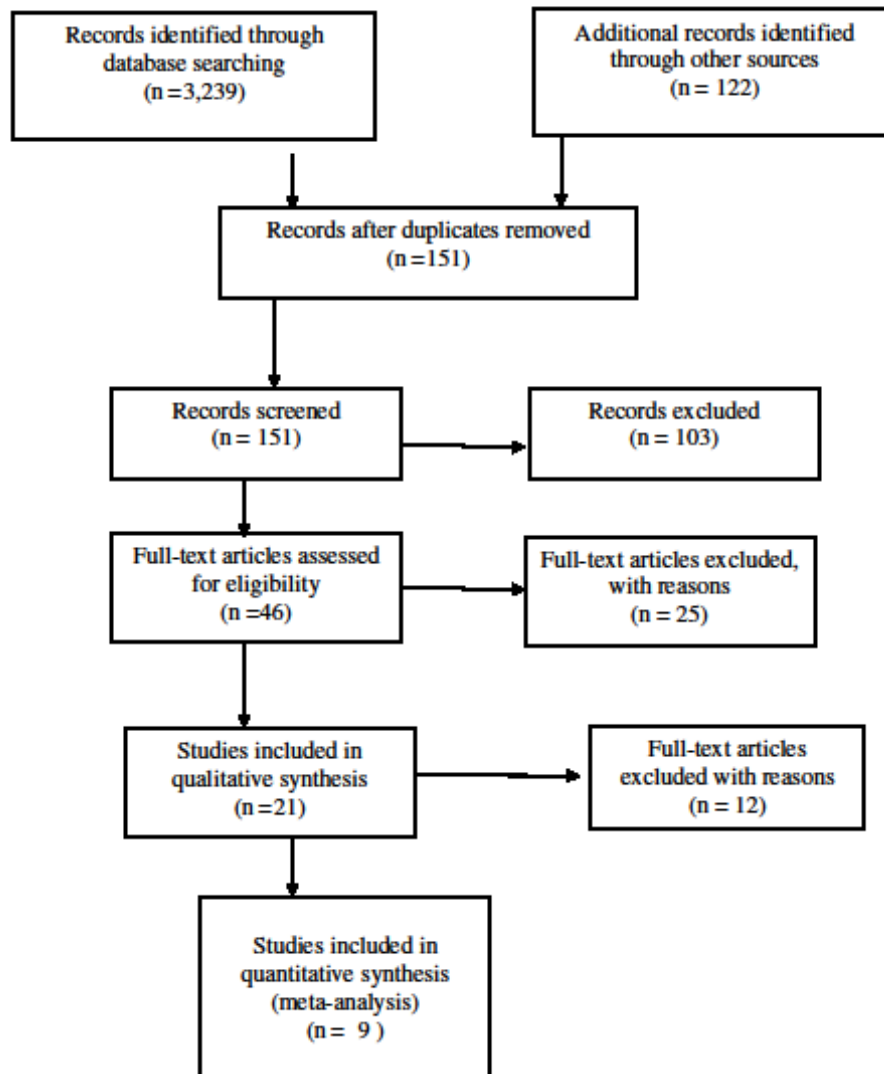 Records identified through
database searching
(n =3,239)
Additional records identified
through other sources
(n = 122)
Records after duplicates removed
(n =151)
Records screened
(n = 151)
Records excluded
(n = 103)
Full-text articles assessed
for eligibility
(n =46)
Full-text articles excluded,
with reasons
(n = 25)
Studies included in
qualitative synthesis
(n =21)
Full-text articles
excluded with reasons
(n = 12)
Studies included in
quantitative synthesis
(meta-analysis)
(n = 9 )